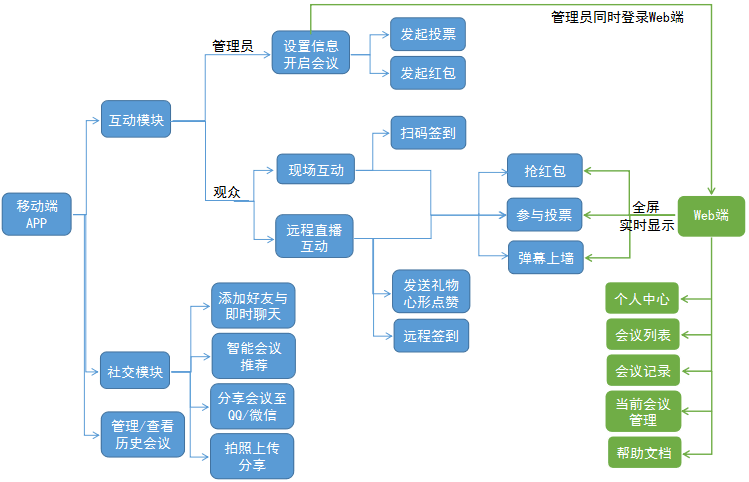 管理员同时登录Web端
管理员
设置信息
开启会议
发起投票
发起红包
互动模块
扫码签到
观众
现场互动
抢红包
移动端
APP
远程直播
互动
参与投票
全屏
实时显示
Web端
弹幕上墙
发送礼物
心形点赞
远程签到
添加好友与
即时聊天
智能会议
推荐
社交模块
分享会议至
QQ/微信
管理/查看
历史会议
拍照上传
分享
个人中心
会议列表
会议记录
当前会议
管理
帮助文档